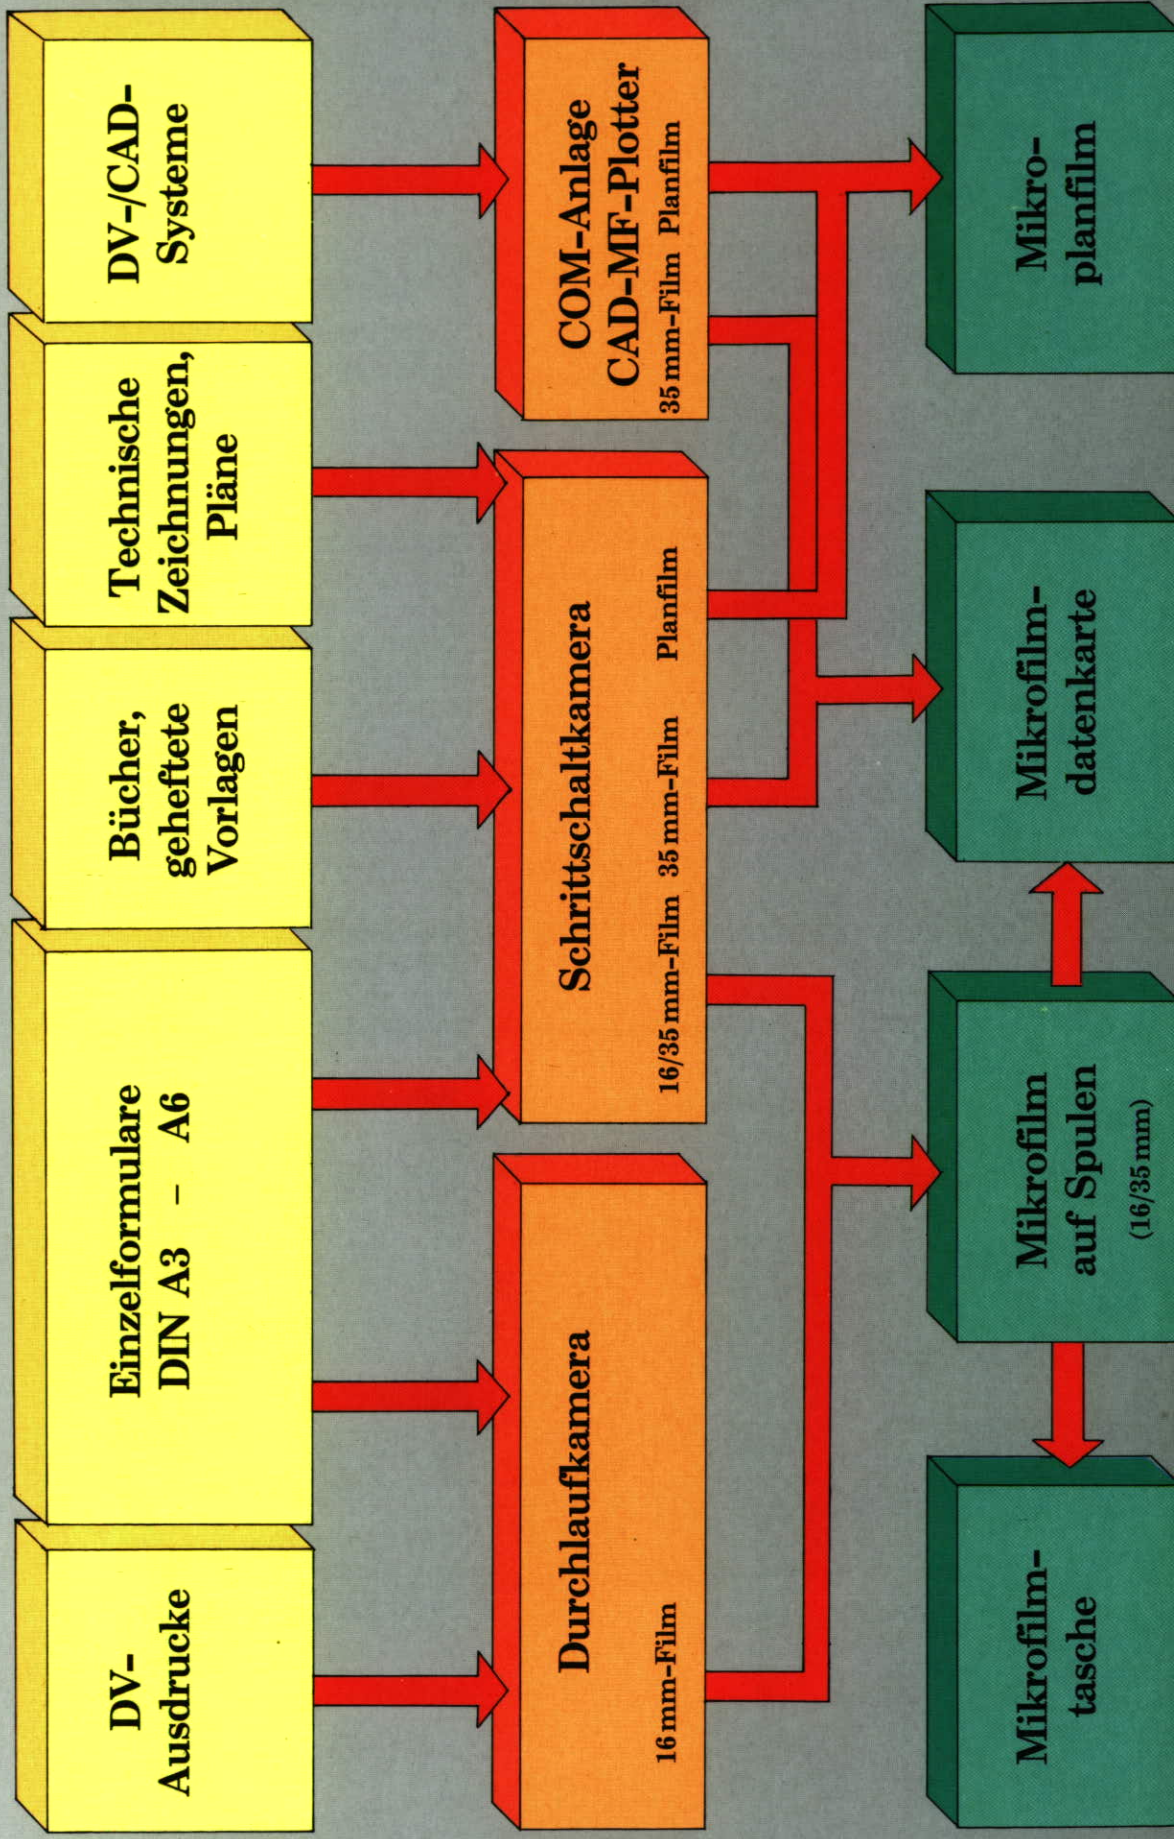 DV-
Ausdrucke
Einzelformulare
DIN A3 – A6
Bücher,
geheftete
Vorlagen
Technische
Zeichnungen,
Pläne
DV-/CAD-
Systeme
Durchlaufkamera
16 mm-Film
Schrittschaltkamera
16/35 mm-Film 35 mm-Film Planfilm
COM-Anlage
CAD-MF-Plotter
35 mm-Film Planfilm
Mikrofilm-
tasche
Mikrofilm
auf Spulen
(16/35 mm)
Mikrofilm-
datenkarte
Mikro-
planfilm